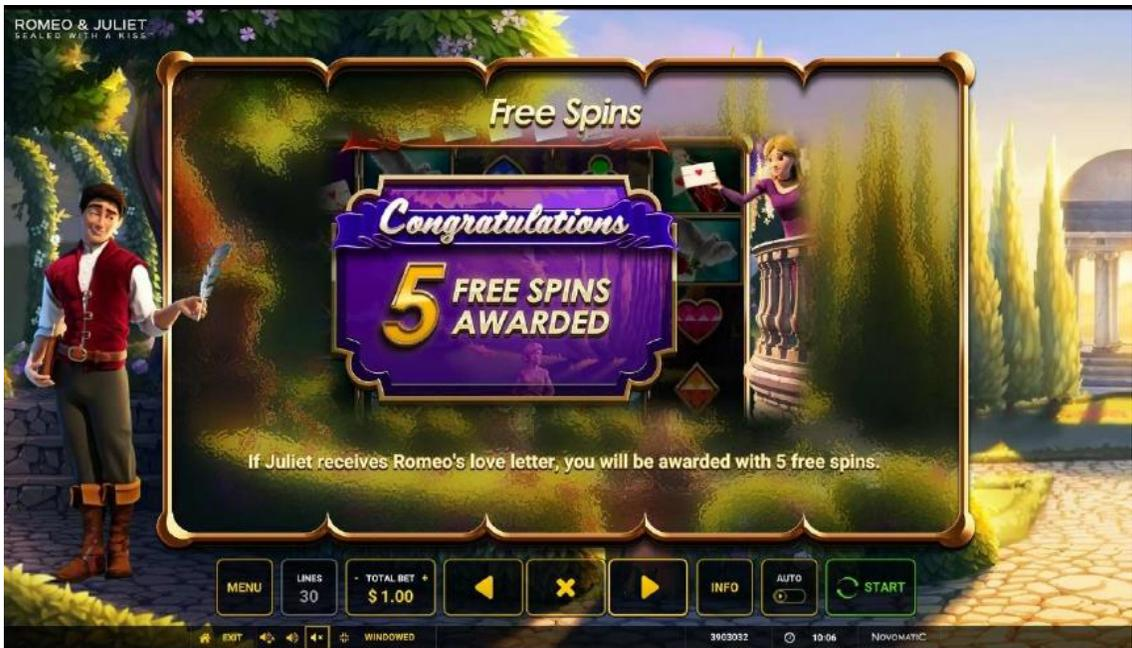 ROMEO & JULIET
SEALED WITH A KISS
Free Spins
Congratulations
5 FREE SPINS
AWARDED
If Juliet receives Romeo's love letter, you will be awarded with 5 free spins.
MENU
LINES
30
- TOTAL BET +
$ 1.00
INFO
AUTO
START
EXIT
WINDOWED
3903032
10:06
NOVOMATIC